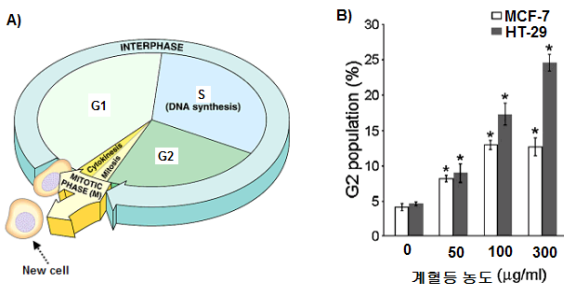 A)
INTERPHASE
G1
S
(DNA synthesis)
G2
Cytokinesis
Mitosis
MITOTIC
PHASE (M)
New cell
B)
MCF-7
HT-29
G2 population (%)
30
25
20
15
10
5
0
* * * * * *
0 50 100 300
계혈등 농도 (μg/ml)